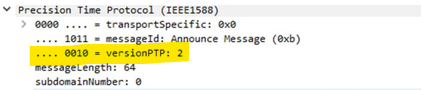 Precision Time Protocol (IEEE1588)
0000 .... = transportSpecific: 0x0
.... 1011 = messageId: Announce Message (0xb)
.... 0010 = versionPTP: 2
messageLength: 64
subdomainNumber: 0